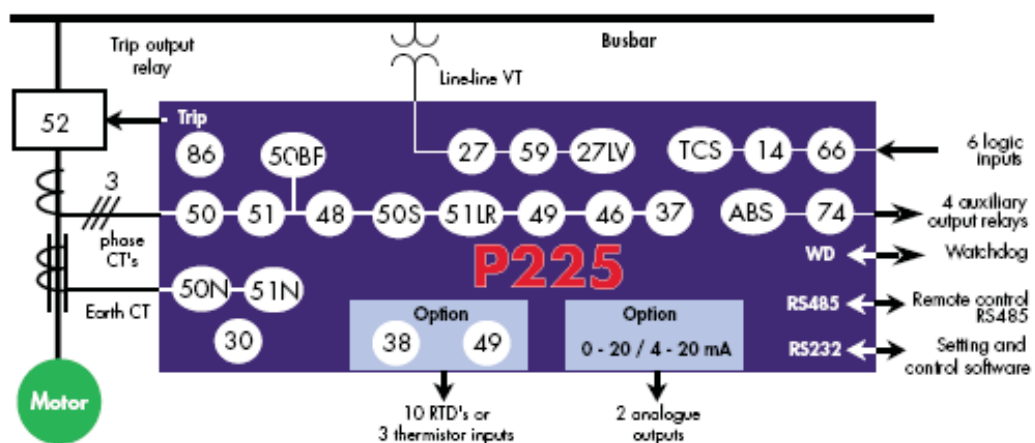 Trip output
relay
Busbar
Line-line VT
52
Trip
86
50BF
27
59
27LV
TCS
14
66
6 logic
inputs
3
phase
CT's
50
51
48
50S
51LR
49
46
37
ABS
74
4 auxiliary
output relays
P225
WD
Watchdog
Earth CT
50N
51N
30
Option
38
49
Option
0 - 20 / 4 - 20 mA
RS485
Remote control
RS485
RS232
Setting and
control software
Motor
10 RTD's or
3 thermistor inputs
2 analogue
outputs